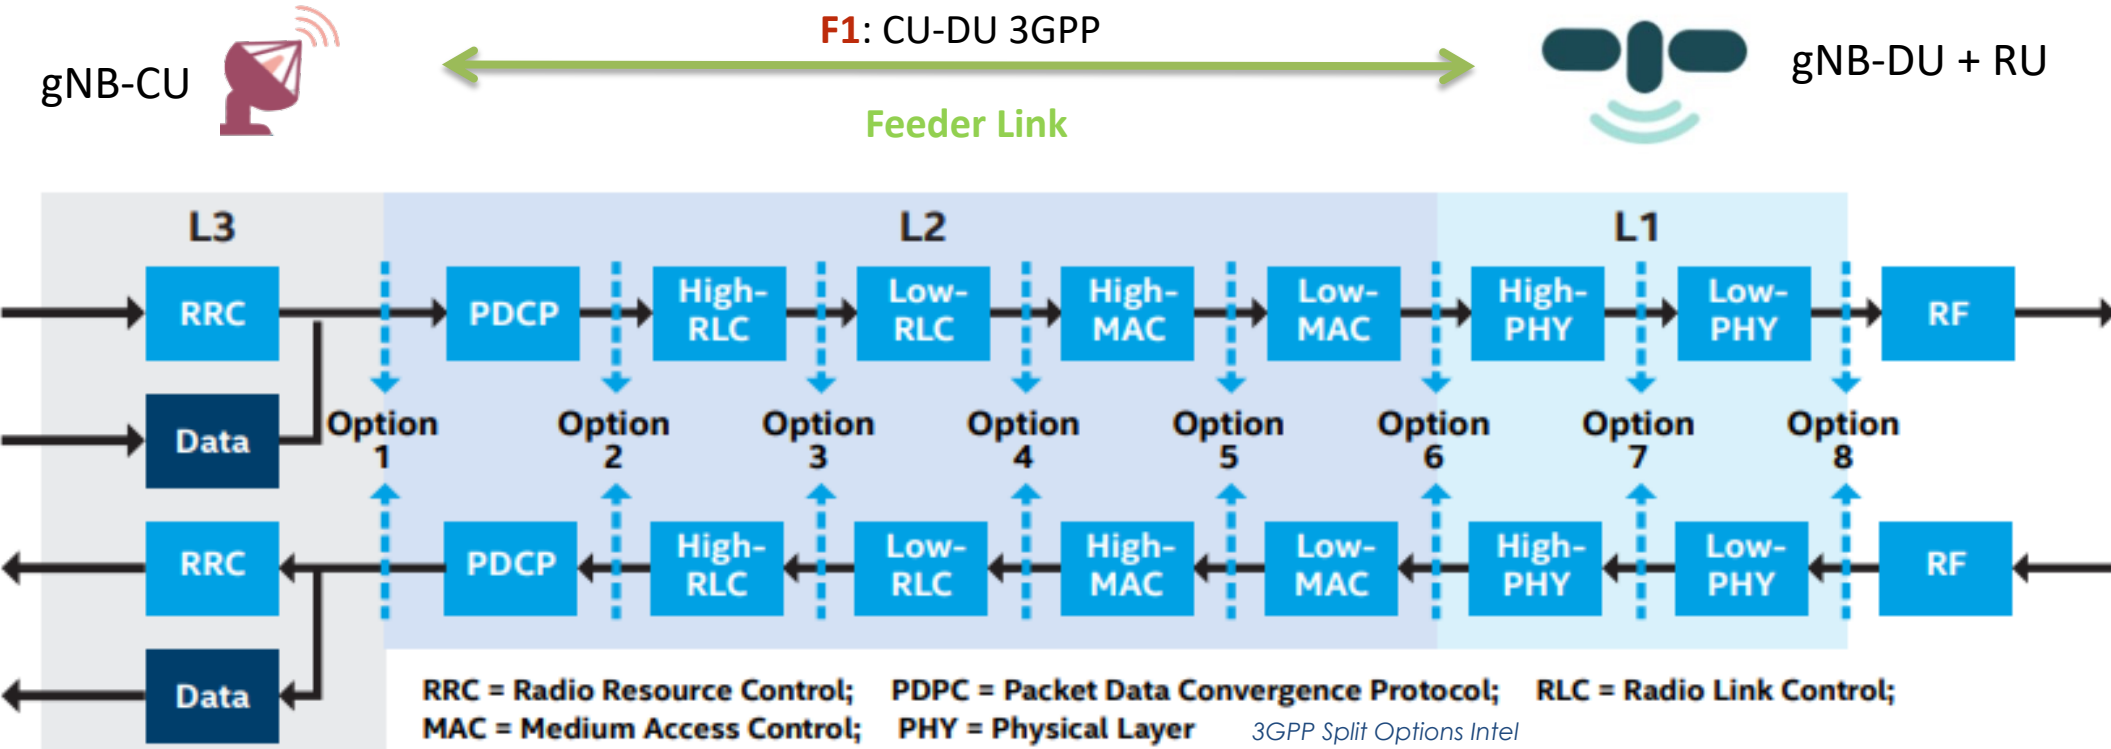 F1: CU-DU 3GPP
gNB-CU
gNB-DU + RU
Feeder Link
L3
L2
L1
RRC
PDCP
High-
RLC
Low-
RLC
High-
MAC
Low-
MAC
High-
PHY
Low-
PHY
RF
Data
Option
1
Option
2
Option
3
Option
4
Option
5
Option
6
Option
7
Option
8
RRC
PDCP
High-
RLC
Low-
RLC
High-
MAC
Low-
MAC
High-
PHY
Low-
PHY
RF
Data
RRC = Radio Resource Control; PDPC = Packet Data Convergence Protocol; RLC = Radio Link Control;
MAC = Medium Access Control; PHY = Physical Layer 3GPP Split Options Intel